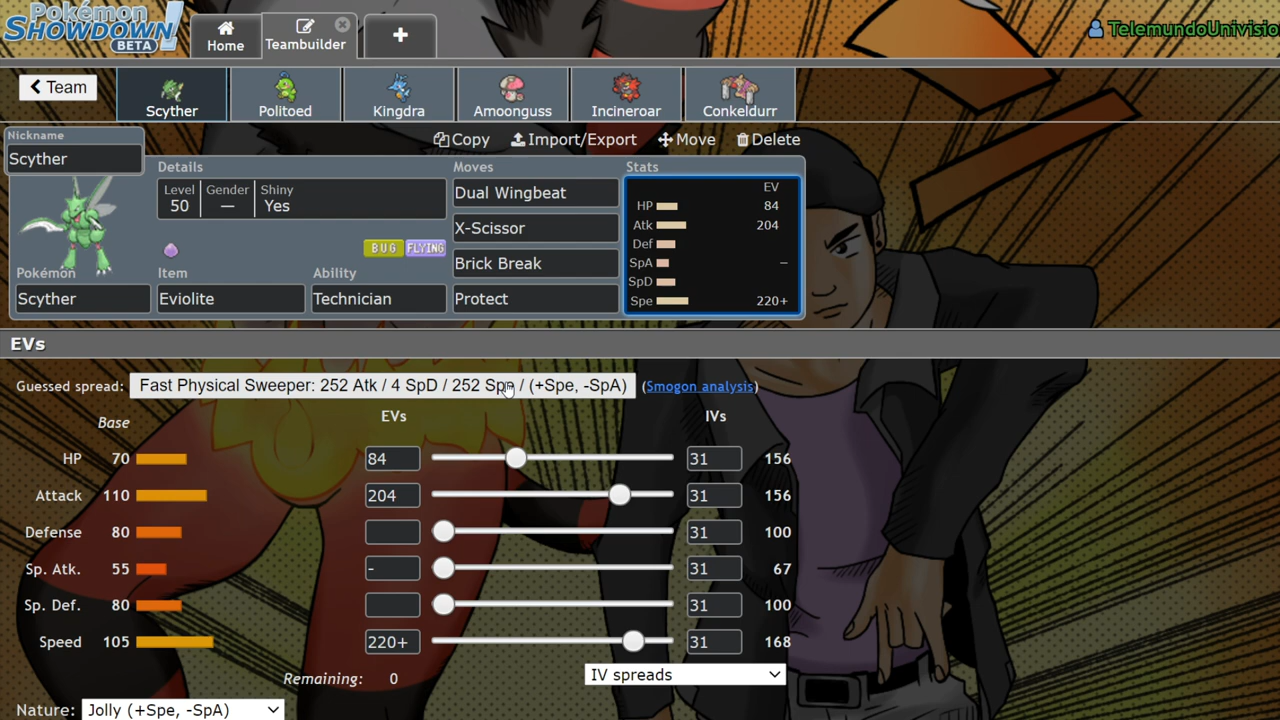 Pokémon
SHOWDOWN!
BETA
Home
Teambuilder
+
TelemundoUnivisio
Team
Scyther
Politoed
Kingdra
Amoonguss
Incineroar
Conkeldurr
Nickname
Scyther
Copy
Import/Export
Move
Delete
Details
Level
50
Gender
—
Shiny
Yes
BUG
FLYING
Pokémon
Scyther
Item
Eviolite
Ability
Technician
Moves
Dual Wingbeat
X-Scissor
Brick Break
Protect
Stats
EV
HP 84
Atk 204
Def
SpA –
SpD
Spe 220+
EVs
Guessed spread: Fast Physical Sweeper: 252 Atk / 4 SpD / 252 Spe / (+Spe, -SpA) (Smogon analysis)
Base EVs IVs
HP 70 84 31 156
Attack 110 204 31 156
Defense 80 31 100
Sp. Atk. 55 - 31 67
Sp. Def. 80 31 100
Speed 105 220+ 31 168
Remaining: 0
IV spreads
Nature: Jolly (+Spe, -SpA)